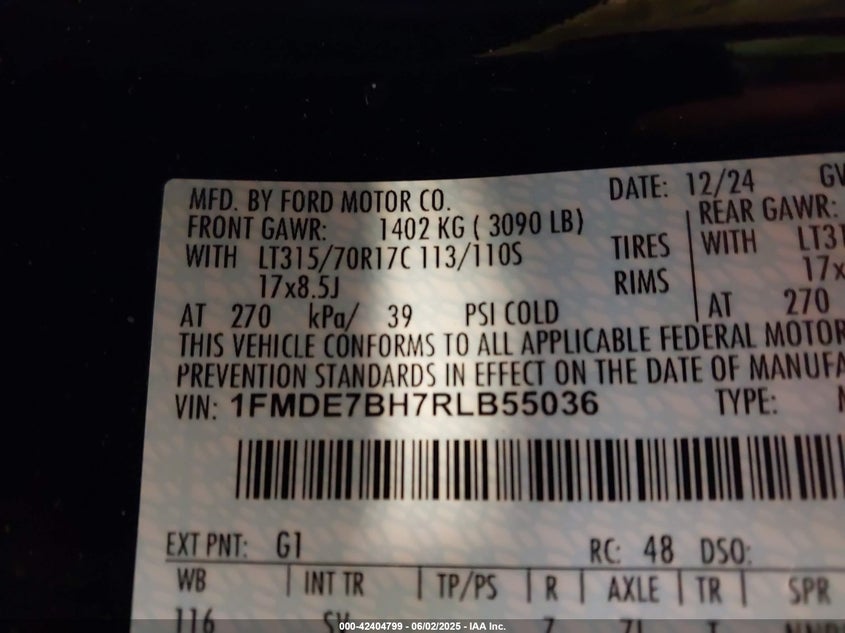 MFD. BY FORD MOTOR CO. DATE: 12/24
FRONT GAWR: 1402 KG ( 3090 LB) REAR GAWR:
WITH LT315/70R17C 113/110S TIRES WITH
17x8.5J RIMS
AT 270 kPa/ 39 PSI COLD AT 270
THIS VEHICLE CONFORMS TO ALL APPLICABLE FEDERAL MOTOR
PREVENTION STANDARDS IN EFFECT ON THE DATE OF
VIN: 1FMDE7BH7RLB55036 TYPE:
EXT PNT: G1 RC: 48 DSO:
WB INT TR TP/PS R AXLE TR SPR
116
000-42404799 - 06/02/2025 - IAA Inc.